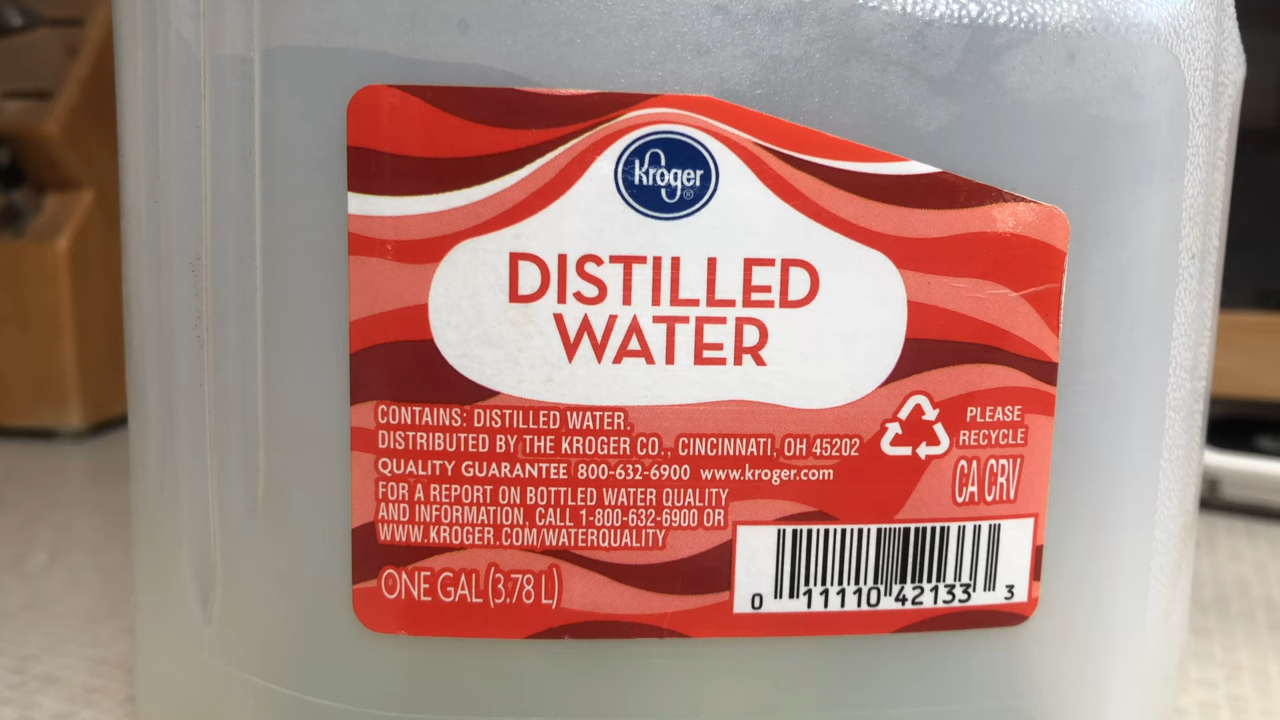 Kroger®
DISTILLED
WATER
CONTAINS: DISTILLED WATER.
DISTRIBUTED BY THE KROGER CO., CINCINNATI, OH 45202
QUALITY GUARANTEE 800-632-6900 www.kroger.com
FOR A REPORT ON BOTTLED WATER QUALITY
AND INFORMATION, CALL 1-800-632-6900 OR
WWW.KROGER.COM/WATERQUALITY
ONE GAL (3.78 L)
PLEASE
RECYCLE
CA CRV
0 11110 42133 3